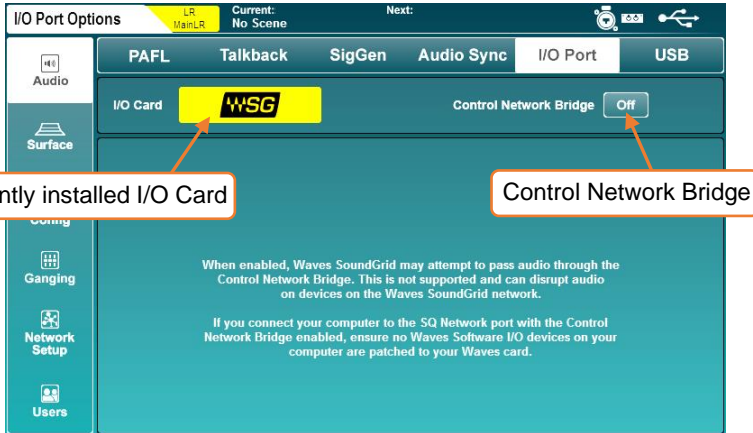 I/O Port Options
LR
MainLR
Current:
No Scene
Next:
Audio
PAFL
Talkback
SigGen
Audio Sync
I/O Port
USB
I/O Card
WSG
Control Network Bridge
Off
Surface
ntly installed I/O Card
Control Network Bridge
Config
When enabled, Waves SoundGrid may attempt to pass audio through the
Control Network Bridge. This is not supported and can disrupt audio
on devices on the Waves SoundGrid network.
Ganging
If you connect your computer to the SQ Network port with the Control
Network Bridge enabled, ensure no Waves Software I/O devices on your
computer are patched to your Waves card.
Network
Setup
Users